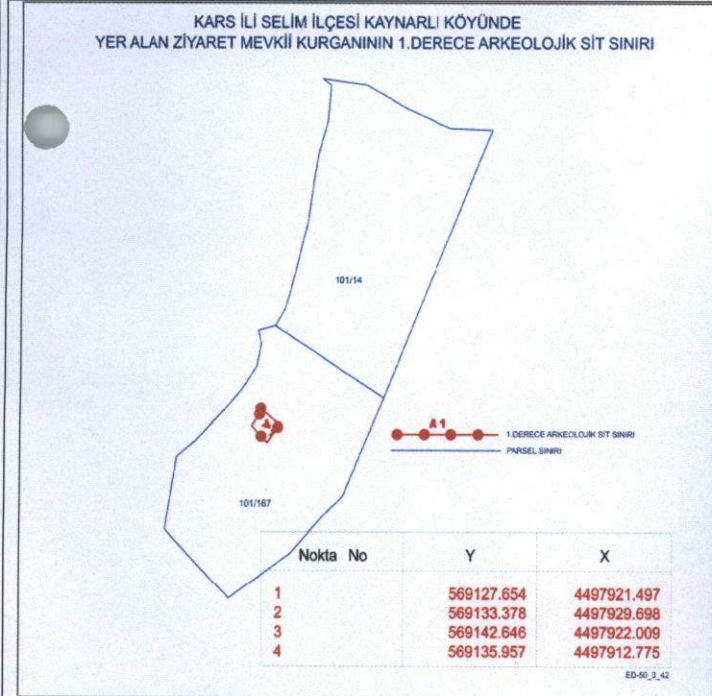 KARS İLİ SELİM İLÇESİ KAYNARLI KÖYÜNDE
YER ALAN ZİYARET MEVKİİ KURGANININ 1.DERECE ARKEOLOJİK SİT SINIRI
101/14
A 1
1.DERECE ARKEOLOJIK SIT SINIRI
PARSEL SINIRI
A
101/167
Nokta No Y X
1 569127.654 4497921.497
2 569133.378 4497929.698
3 569142.646 4497922.009
4 569135.957 4497912.775
ED-50_3_42